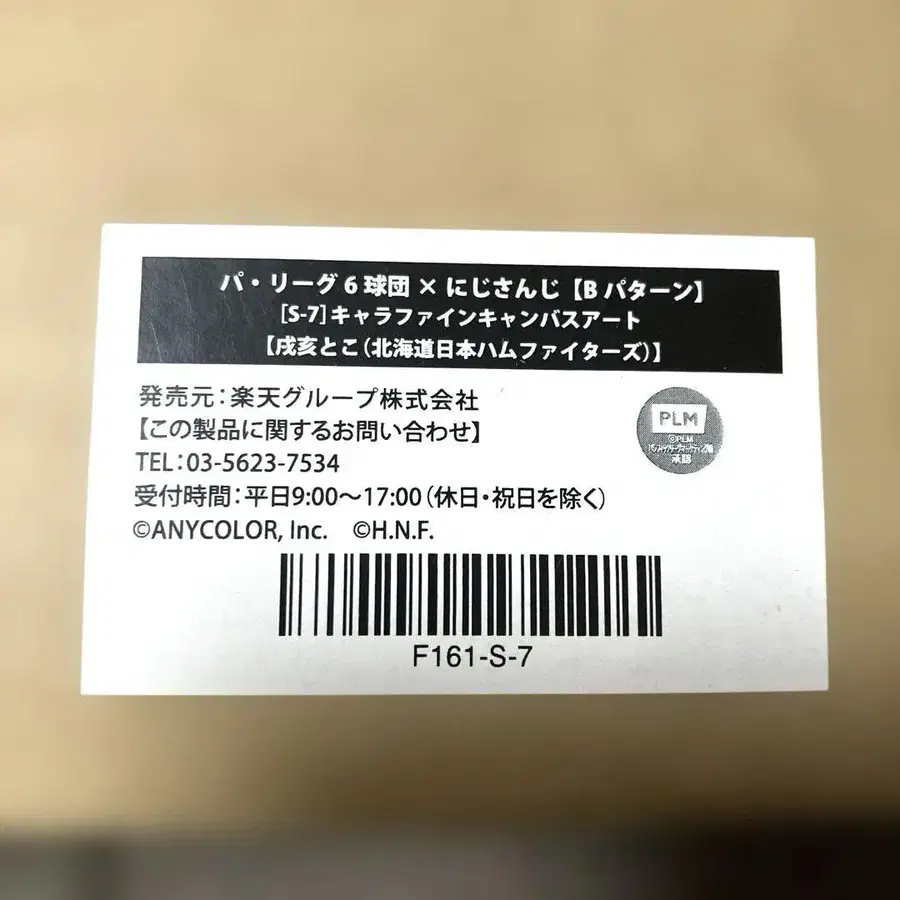 パ・リーグ6球団×にじさんじ【Bパターン】
[S-7]キャラファインキャンバスアート
【戌亥とこ(北海道日本ハムファイターズ)】
発売元:楽天グループ株式会社
【この製品に関するお問い合わせ】
TEL:03-5623-7534
受付時間:平日9:00〜17:00(休日・祝日を除く)
©ANYCOLOR, Inc. ©H.N.F.
PLM
©PLM
承認
F161-S-7